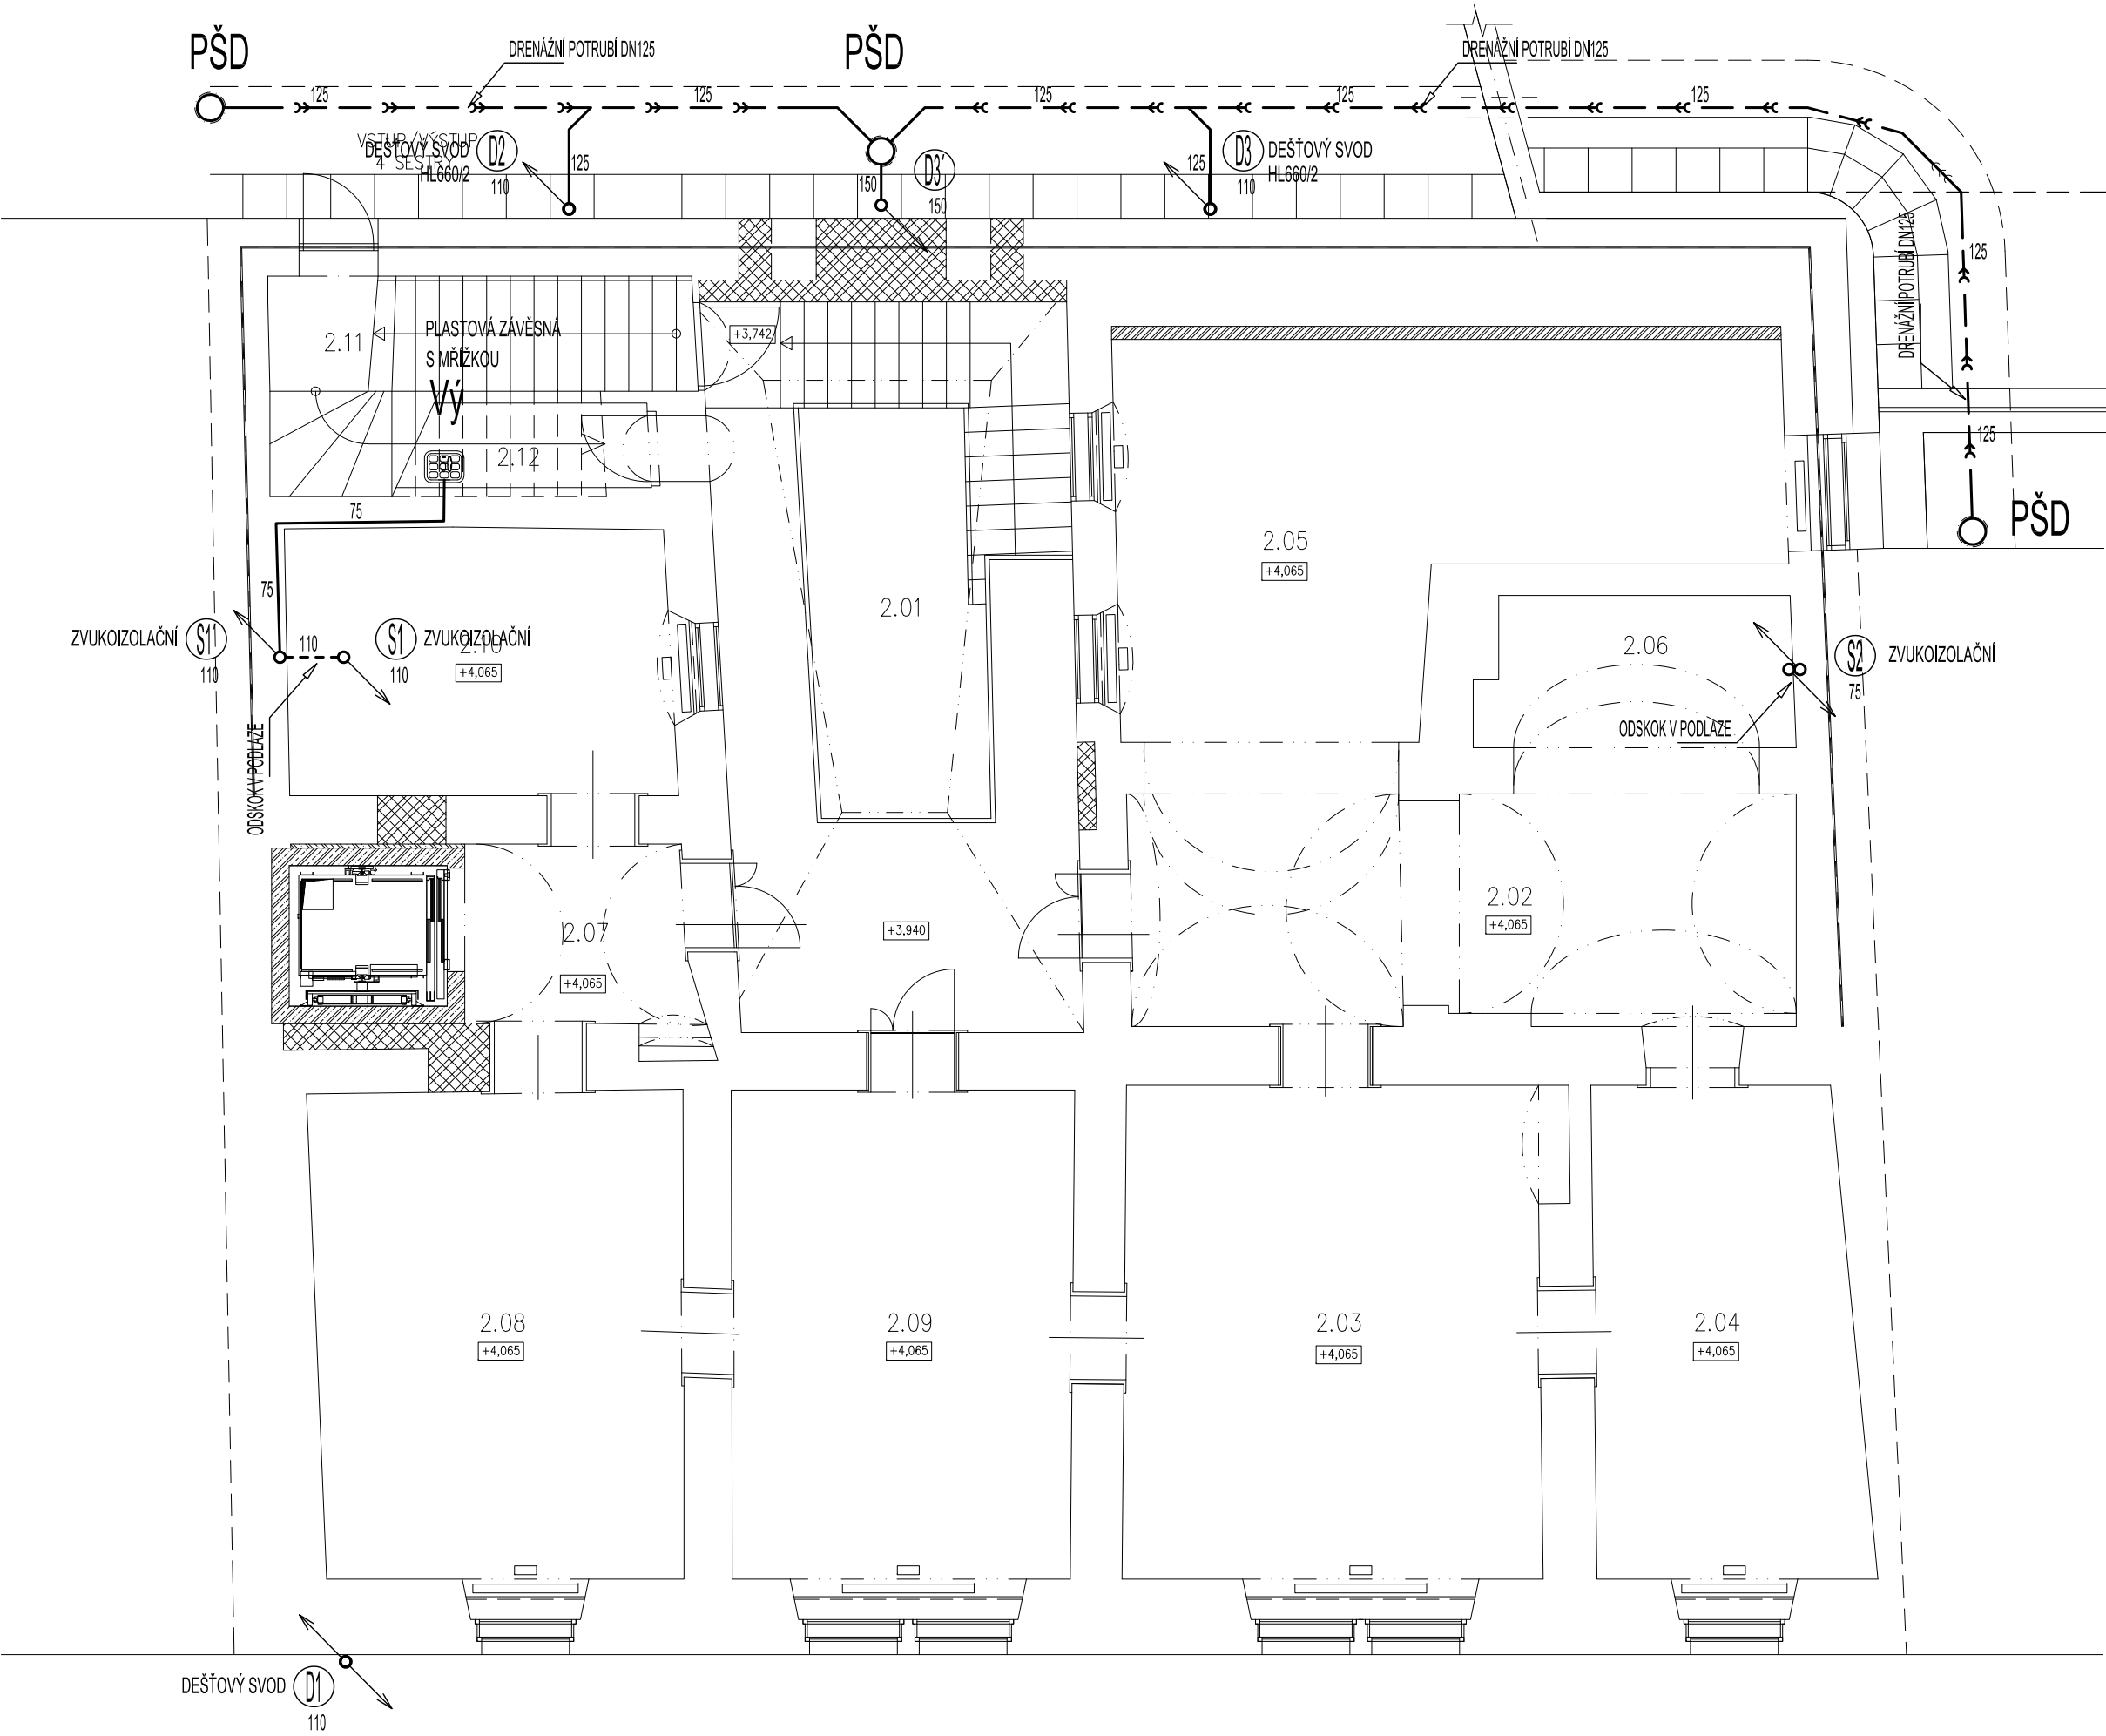 PŠD
DRENÁŽNÍ POTRUBÍ DN125
PŠD
DRENÁŽNÍ POTRUBÍ DN125
125
125
125
125
125
VSTUP/VÝSTUP
4 SESTRY
DEŠŤOVÝ SVOD
HL660/2
D2
110
125
150
D3'
150
125
D3
110
DEŠŤOVÝ SVOD
HL660/2
DRENÁŽNÍ POTRUBÍ DN125
125
125
PŠD
2.11
PLASTOVÁ ZÁVĚSNÁ
S MŘÍŽKOU
Vý
+3,742
2.12
50
75
75
2.05
+4,065
2.01
ZVUKOIZOLAČNÍ
S1'
110
110
S1
110
ZVUKOIZOLAČNÍ
2.10
+4,065
ODSKOK V PODLAZE
2.06
S2
75
ZVUKOIZOLAČNÍ
ODSKOK V PODLAZE
2.07
+4,065
+3,940
2.02
+4,065
2.08
+4,065
2.09
+4,065
2.03
+4,065
2.04
+4,065
DEŠŤOVÝ SVOD
D1
110